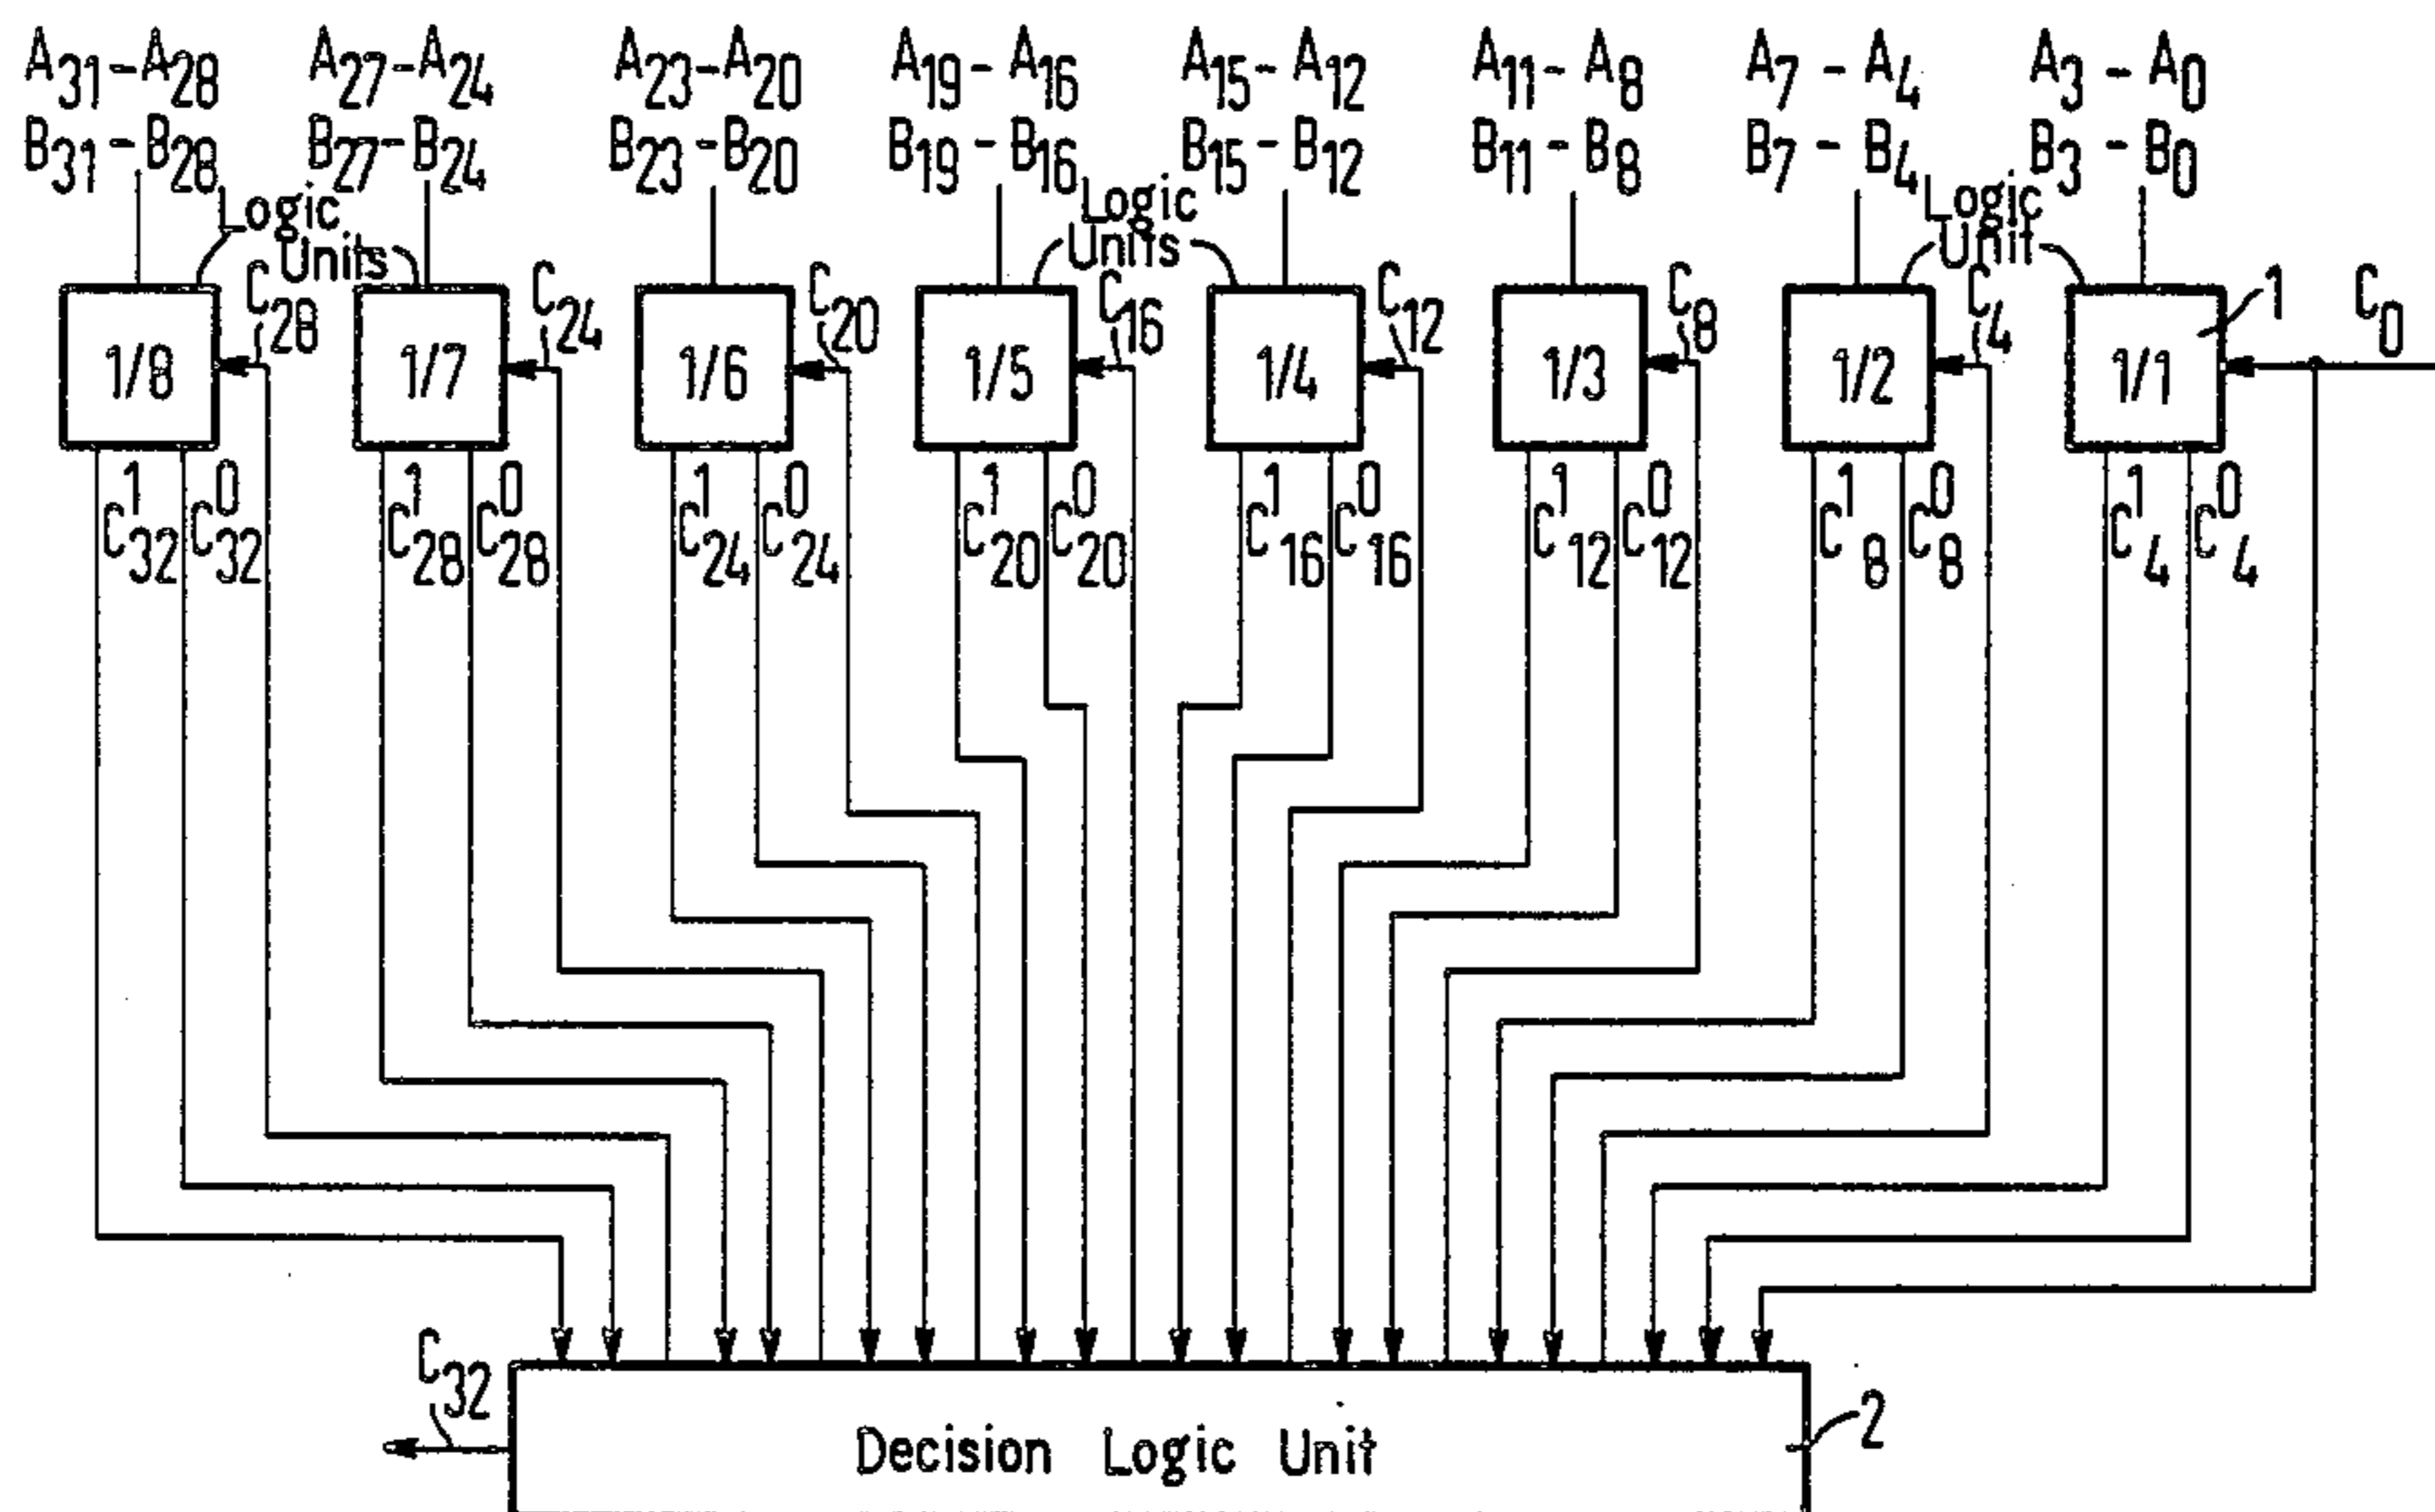 A31-A28 A27-A24 A23-A20 A19-A16 A15-A12 A11-A8 A7-A4 A3-A0
B31-B28 B27-B24 B23-B20 B19-B16 B15-B12 B11-B8 B7-B4 B3-B0
Logic Units
Logic Units
Logic Unit
C28 C24 C20 C16 C12 C8 C4 1 C0
1/8 1/7 1/6 1/5 1/4 1/3 1/2 1/1
C¹32 C⁰32 C¹28 C⁰28 C¹24 C⁰24 C¹20 C⁰20 C¹16 C⁰16 C¹12 C⁰12 C¹8 C⁰8 C¹4 C⁰4
C32
Decision Logic Unit 2